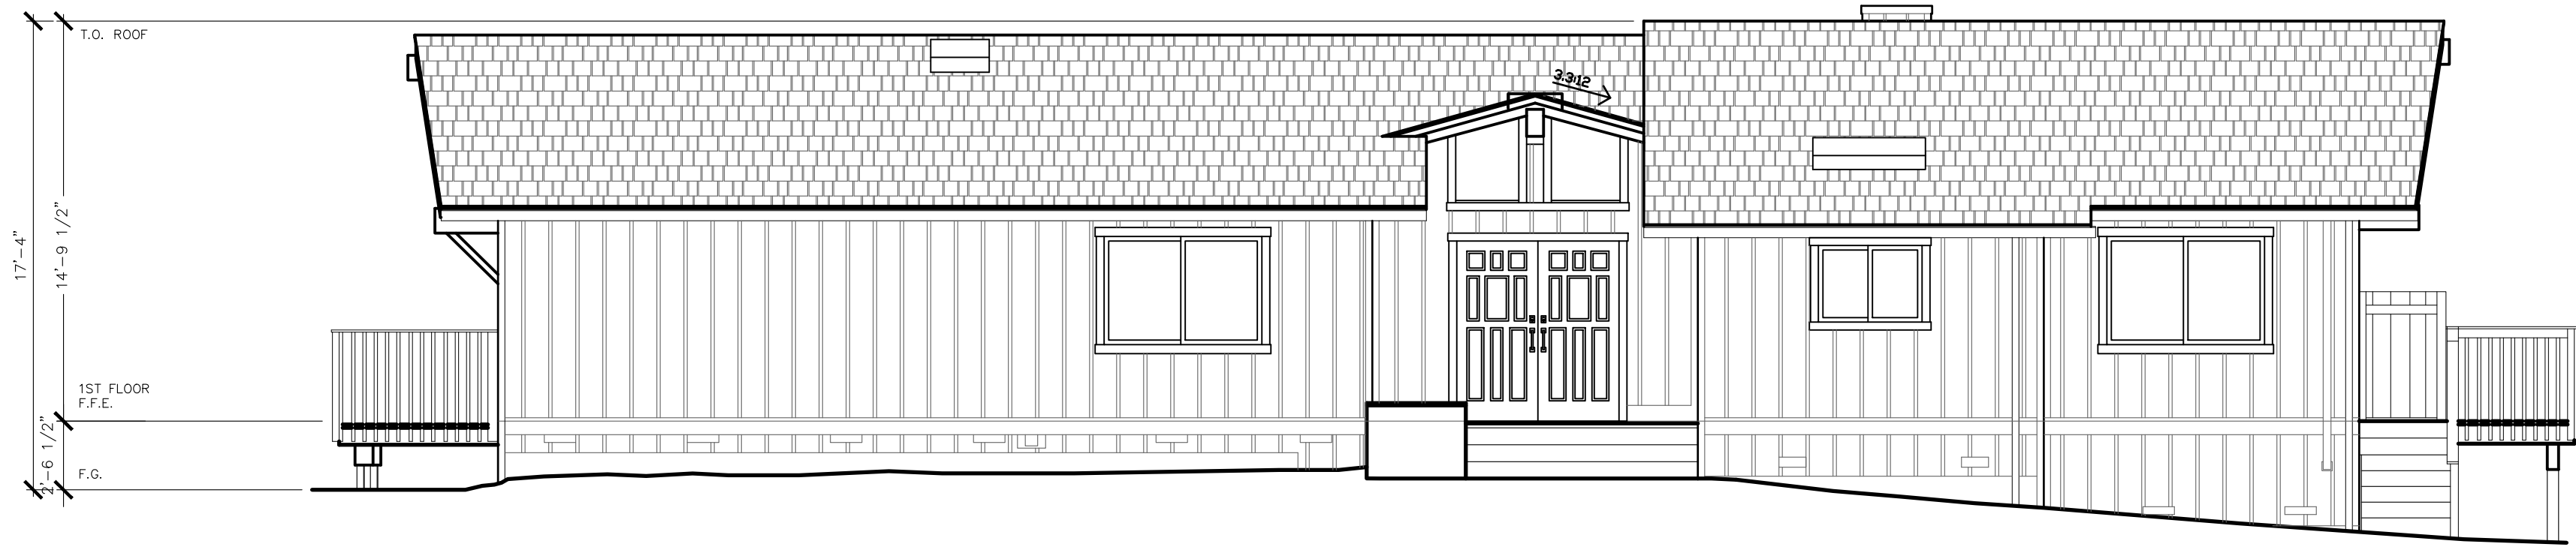 T.O. ROOF
3.3:12
17'-4"
14'-9 1/2"
1ST FLOOR
F.F.E.
2'-6 1/2"
F.G.